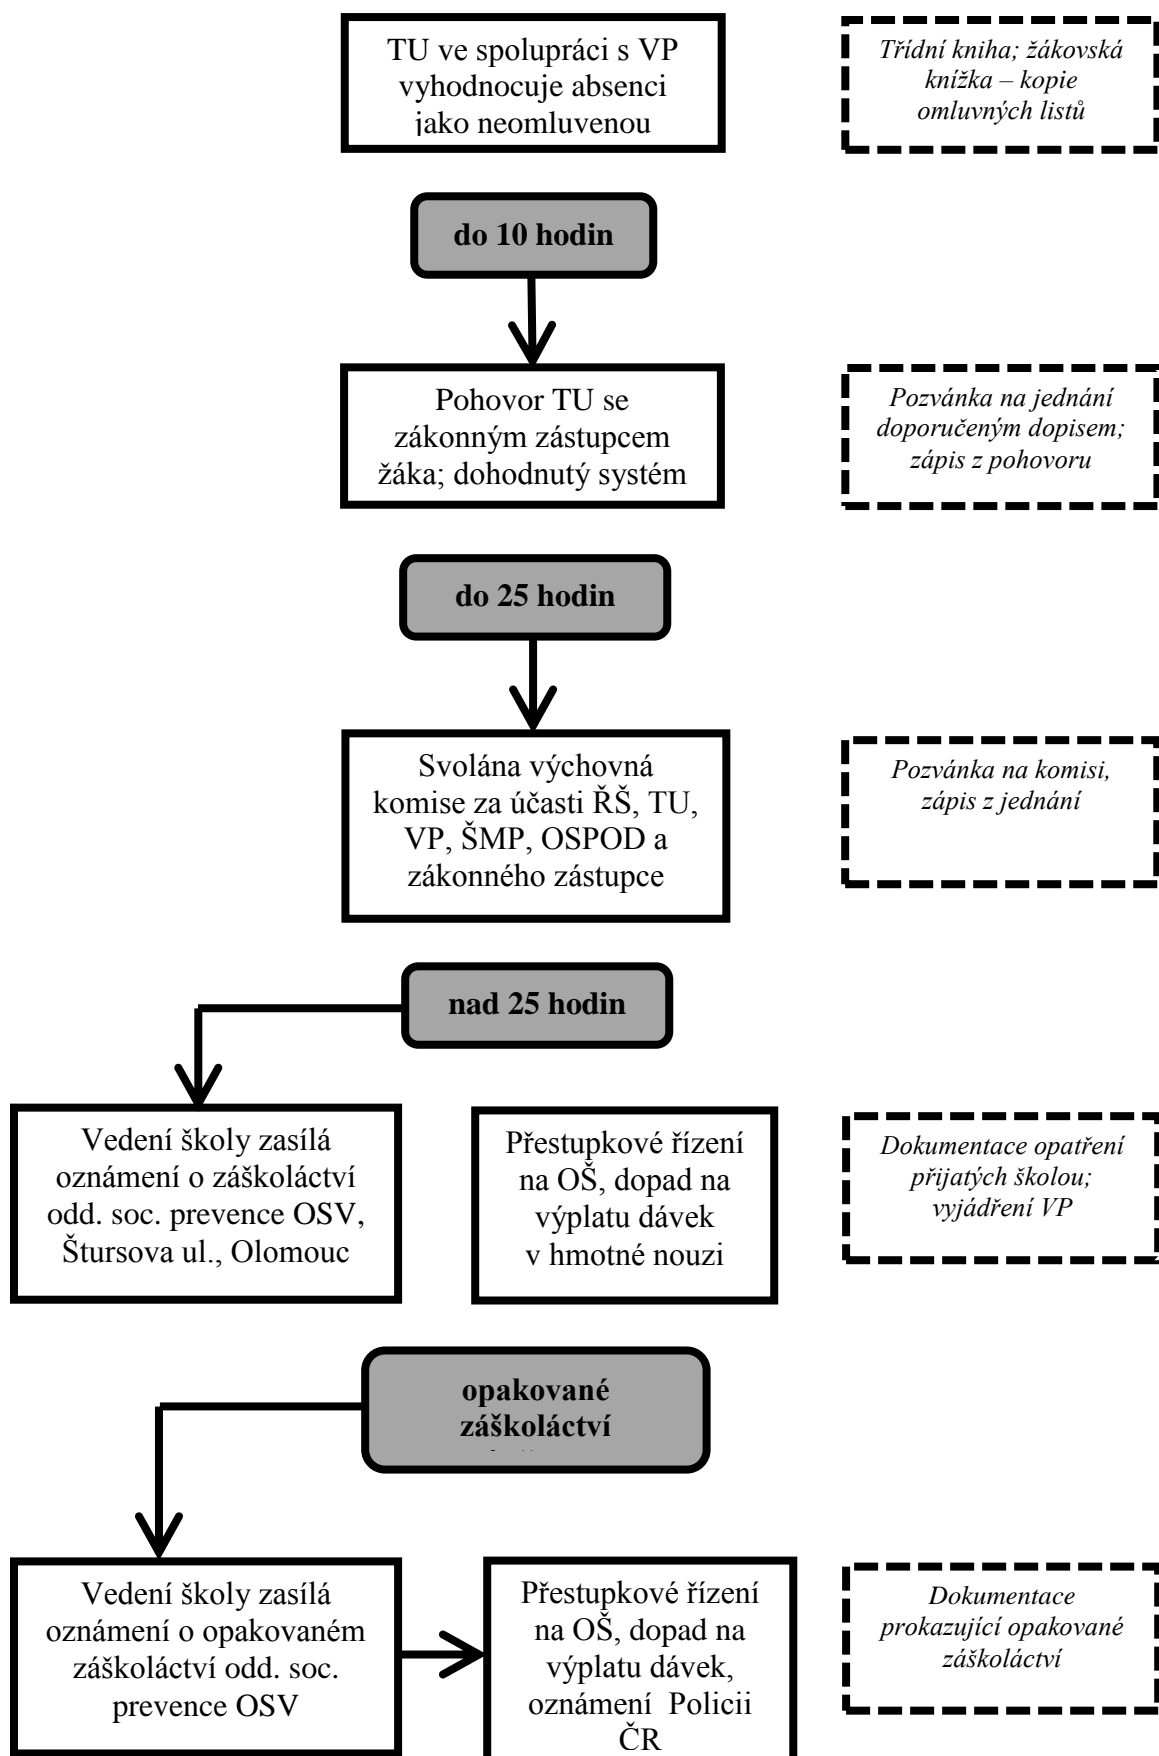 TU ve spolupráci s VP
vyhodnocuje absenci
jako neomluvenou
Třídní kniha; žákovská
knížka – kopie
omluvných listů
do 10 hodin
Pohovor TU se
zákonným zástupcem
žáka; dohodnutý systém
Pozvánka na jednání
doporučeným dopisem;
zápis z pohovoru
do 25 hodin
Svolána výchovná
komise za účasti ŘŠ, TU,
VP, ŠMP, OSPOD a
zákonného zástupce
Pozvánka na komisi,
zápis z jednání
nad 25 hodin
Vedení školy zasílá
oznámení o záškoláctví
odd. soc. prevence OSV,
Štursova ul., Olomouc
Přestupkové řízení
na OŠ, dopad na
výplatu dávek
v hmotné nouzi
Dokumentace opatření
přijatých školou;
vyjádření VP
opakované
záškoláctví
Vedení školy zasílá
oznámení o opakovaném
záškoláctví odd. soc.
prevence OSV
Přestupkové řízení
na OŠ, dopad na
výplatu dávek,
oznámení  Policii
ČR
Dokumentace
prokazující opakované
záškoláctví